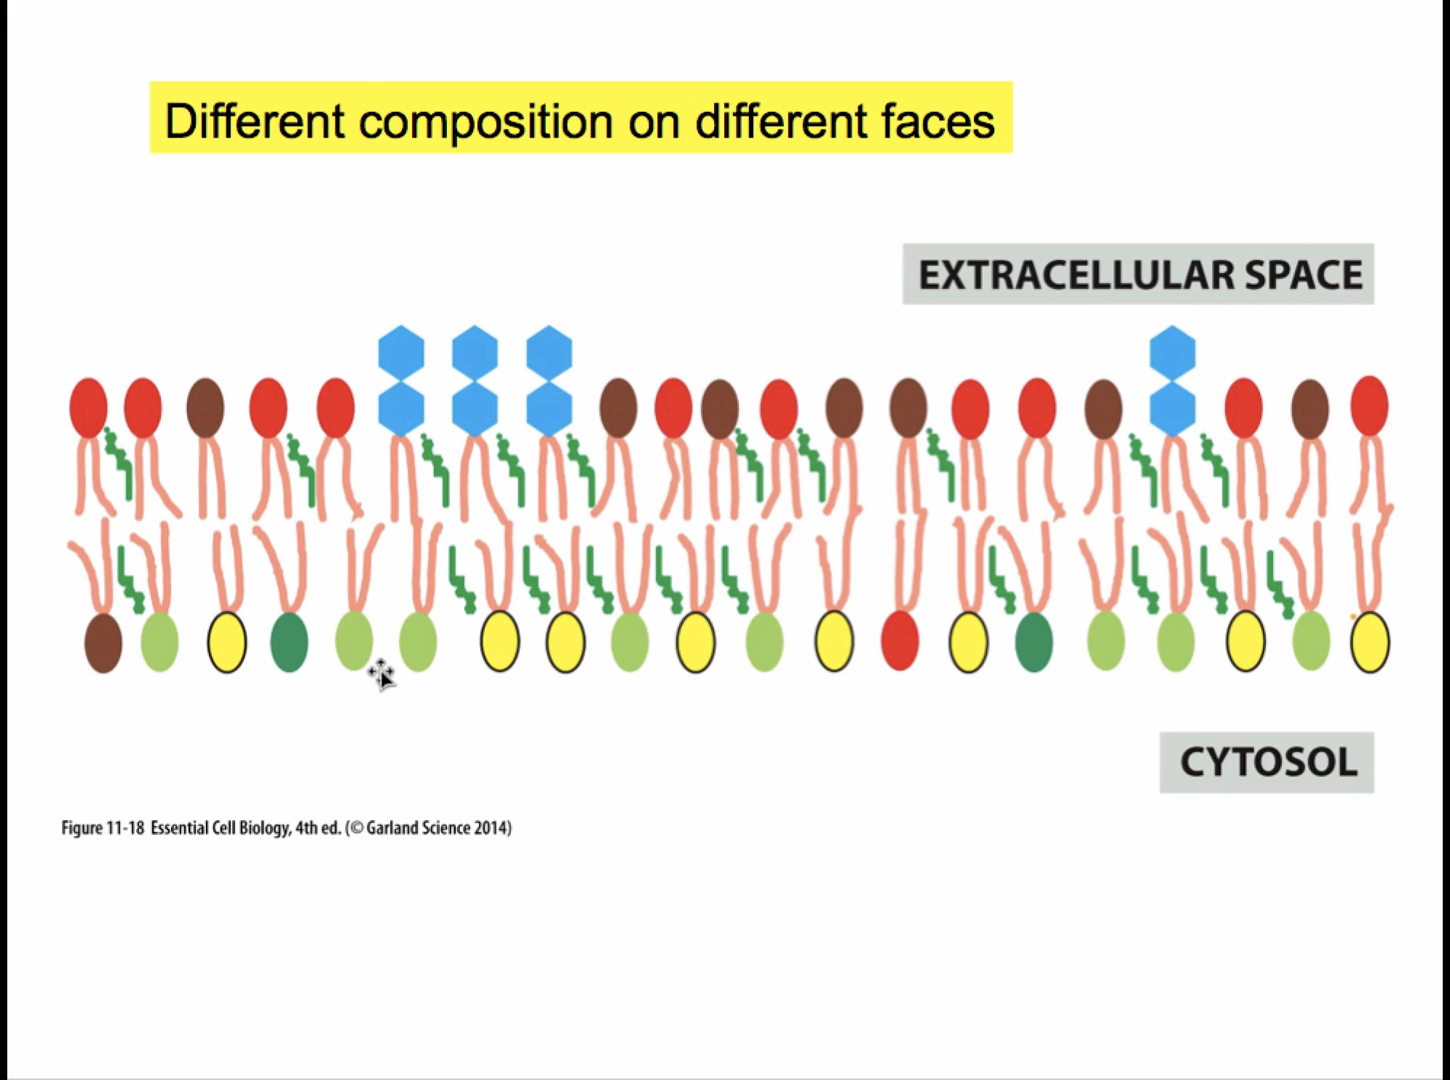 Different composition on different faces
EXTRACELLULAR SPACE
CYTOSOL
Figure 11-18 Essential Cell Biology, 4th ed. (© Garland Science 2014)